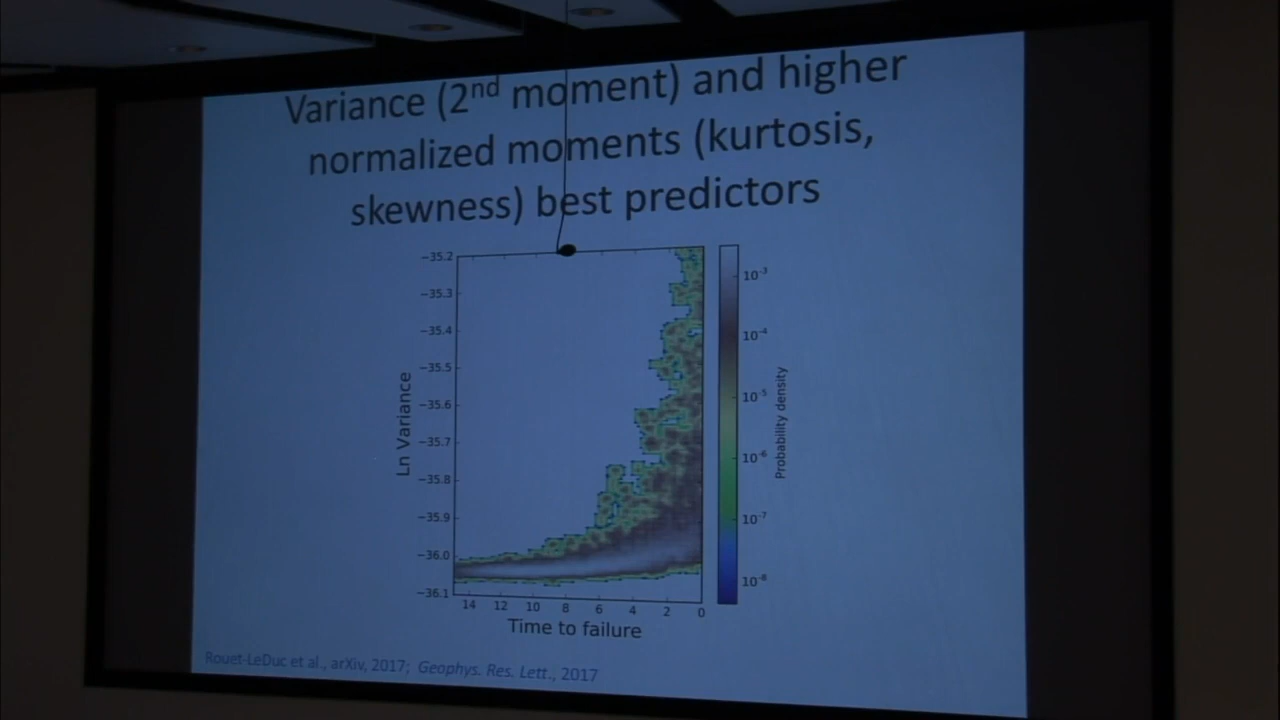 Variance (2nd moment) and higher
normalized moments (kurtosis,
skewness) best predictors
−35.2
−35.3
−35.4
−35.5
−35.6
−35.7
−35.8
−35.9
−36.0
−36.1
Ln Variance
14 12 10 8 6 4 2 0
Time to failure
10-3
10-4
10-5
10-6
10-7
10-8
Probability density
Rouet-LeDuc et al., arXiv, 2017; Geophys. Res. Lett., 2017